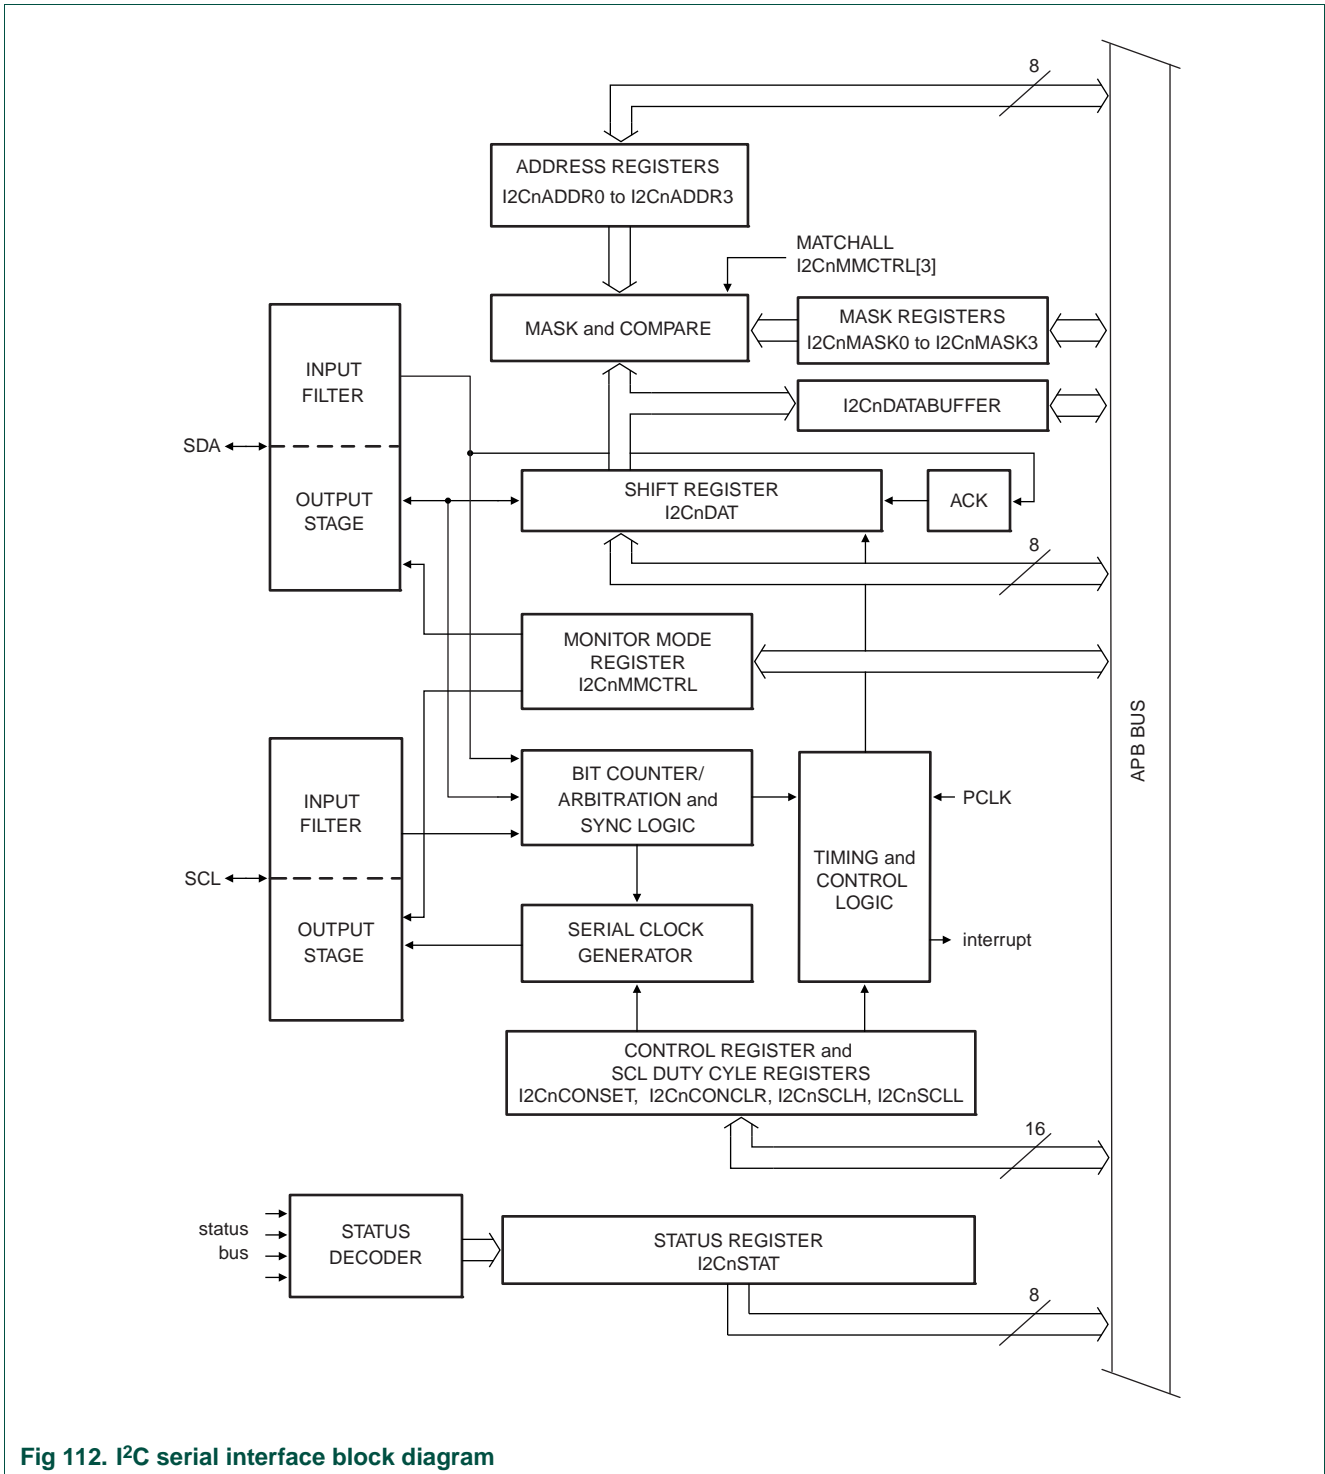 8
ADDRESS REGISTERS
I2CnADDR0 to I2CnADDR3
MATCHALL
I2CnMMCTRL[3]
MASK and COMPARE
MASK REGISTERS
I2CnMASK0 to I2CnMASK3
INPUT
FILTER
I2CnDATABUFFER
SDA
OUTPUT
STAGE
SHIFT REGISTER
I2CnDAT
ACK
8
MONITOR MODE
REGISTER
I2CnMMCTRL
APB BUS
INPUT
FILTER
BIT COUNTER/
ARBITRATION and
SYNC LOGIC
PCLK
TIMING and
CONTROL
LOGIC
SCL
OUTPUT
STAGE
SERIAL CLOCK
GENERATOR
interrupt
CONTROL REGISTER and
SCL DUTY CYLE REGISTERS
I2CnCONSET, I2CnCONCLR, I2CnSCLH, I2CnSCLL
16
status
bus
STATUS
DECODER
STATUS REGISTER
I2CnSTAT
8
Fig 112. I²C serial interface block diagram